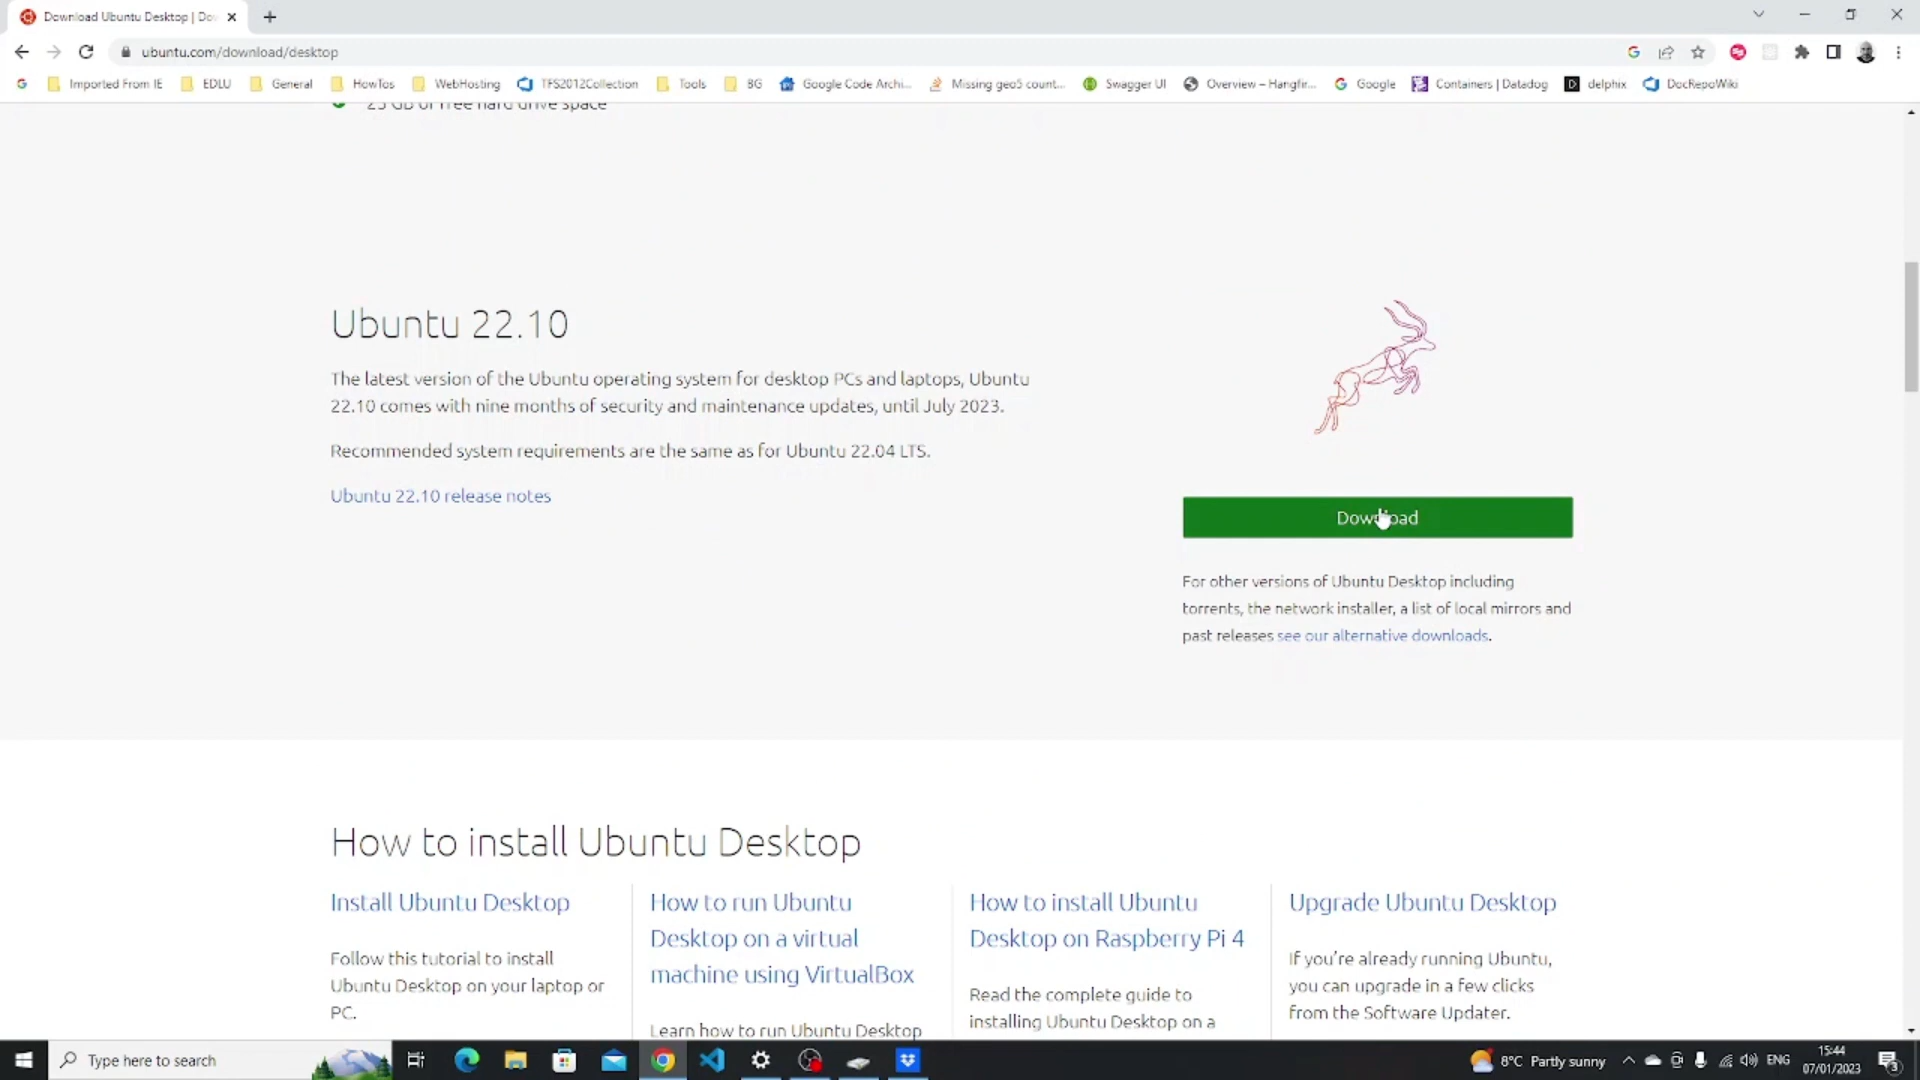 Download Ubuntu Desktop | Do
ubuntu.com/download/desktop
Imported From IE EDLU General HowTos WebHosting TFS2012Collection Tools BG Google Code Archi... Missing geo5 count... Swagger UI Overview – Hangfir... Google Containers | Datadog delphix DocRepoWiki
25 GB of free hard drive space
Ubuntu 22.10
The latest version of the Ubuntu operating system for desktop PCs and laptops, Ubuntu
22.10 comes with nine months of security and maintenance updates, until July 2023.
Recommended system requirements are the same as for Ubuntu 22.04 LTS.
Ubuntu 22.10 release notes
Download
For other versions of Ubuntu Desktop including
torrents, the network installer, a list of local mirrors and
past releases see our alternative downloads.
How to install Ubuntu Desktop
Install Ubuntu Desktop
Follow this tutorial to install
Ubuntu Desktop on your laptop or
PC.
How to run Ubuntu
Desktop on a virtual
machine using VirtualBox
Learn how to run Ubuntu Desktop
How to install Ubuntu
Desktop on Raspberry Pi 4
Read the complete guide to
installing Ubuntu Desktop on a
Upgrade Ubuntu Desktop
If you're already running Ubuntu,
you can upgrade in a few clicks
from the Software Updater.
Type here to search
8°C Partly sunny
ENG
15:44
07/01/2023
3